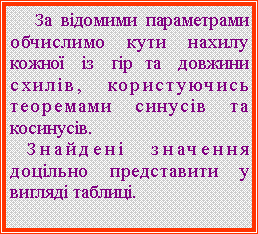 За відомими параметрами
обчислимо кути нахилу
кожної із гір та довжини
схилів, користуючись
теоремами синусів та
косинусів.
Знайдені значення
доцільно представити у
вигляді таблиці.